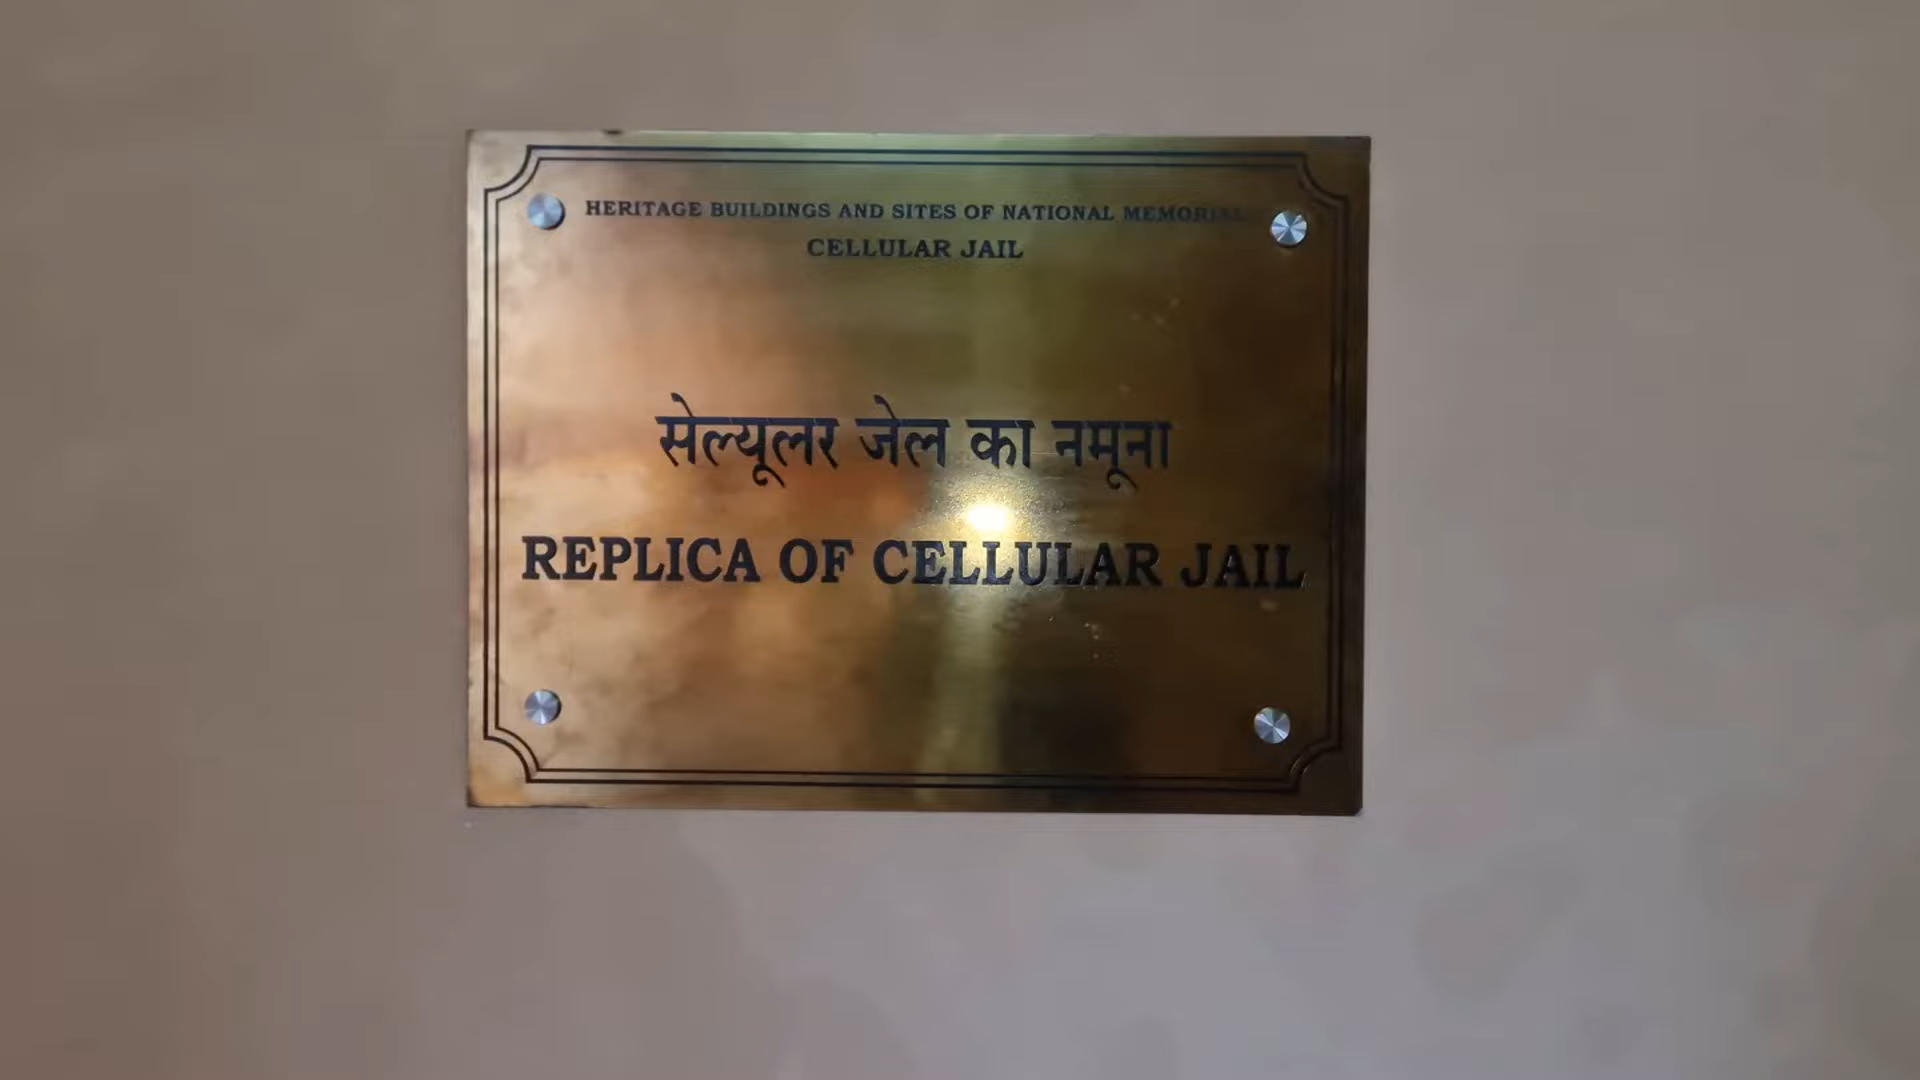 HERITAGE BUILDINGS AND SITES OF NATIONAL MEMORIAL
CELLULAR JAIL
सेल्यूलर जेल का नमूना
REPLICA OF CELLULAR JAIL